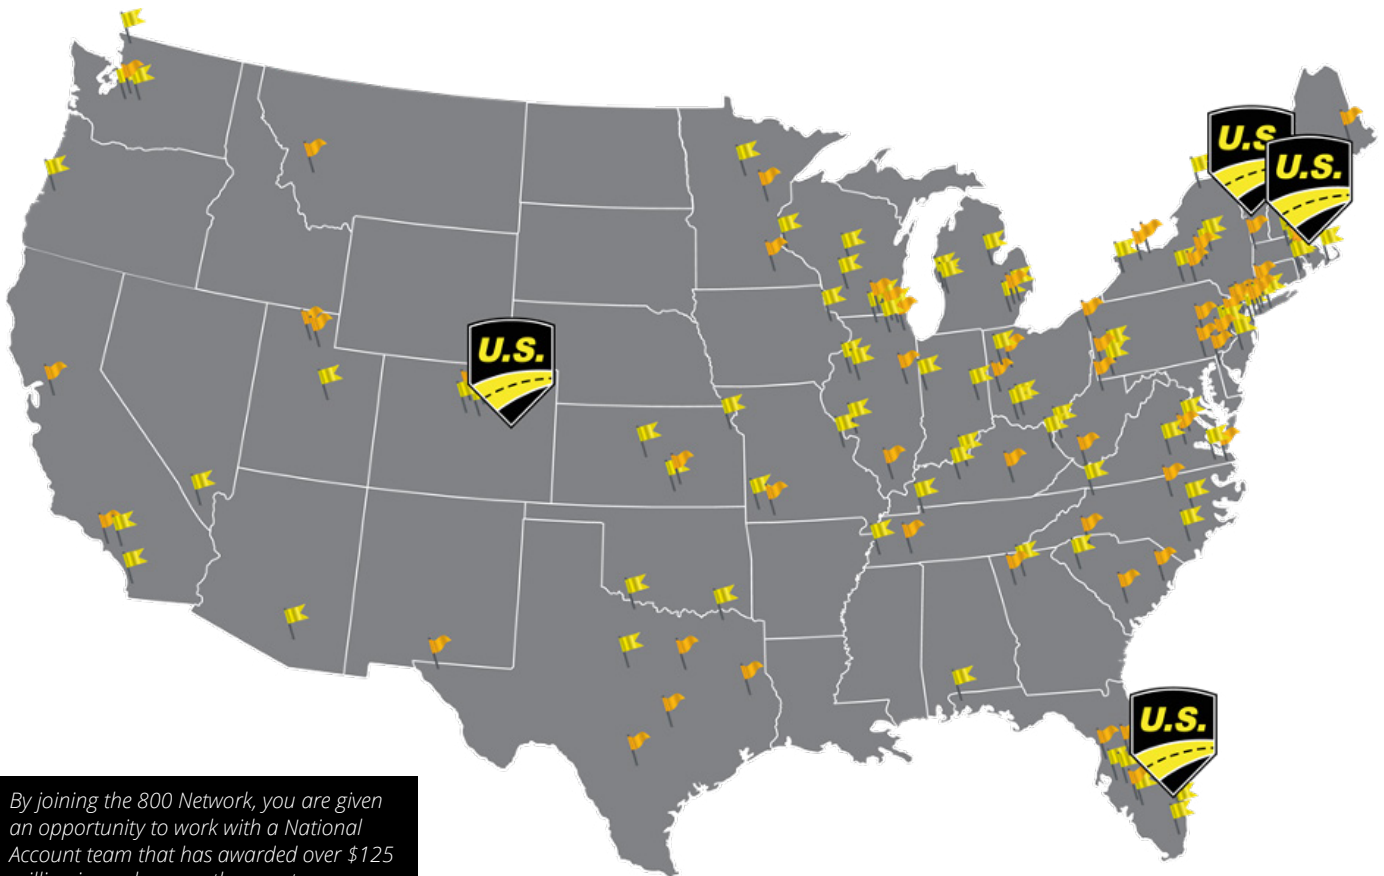 U.S
U.S.
U.S.
U.S.
By joining the 800 Network, you are given
an opportunity to work with a National
Account team that has awarded over $125